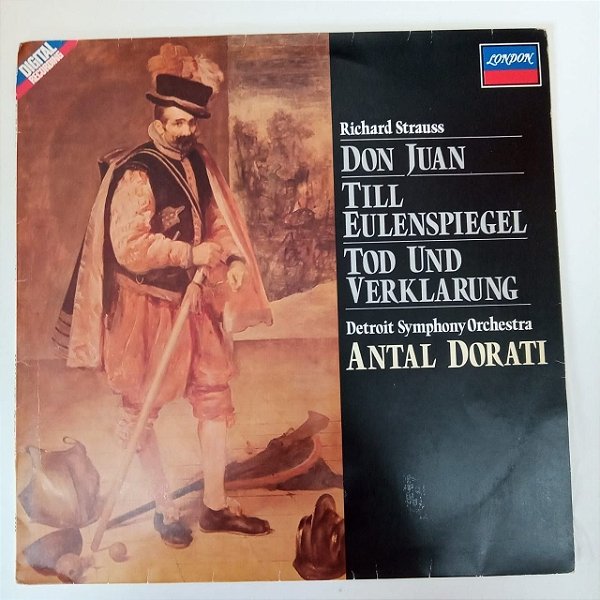 DIGITAL
RECORDING
LONDON
Richard Strauss
DON JUAN
TILL
EULENSPIEGEL
TOD UND
VERKLARUNG
Detroit Symphony Orchestra
ANTAL DORATI